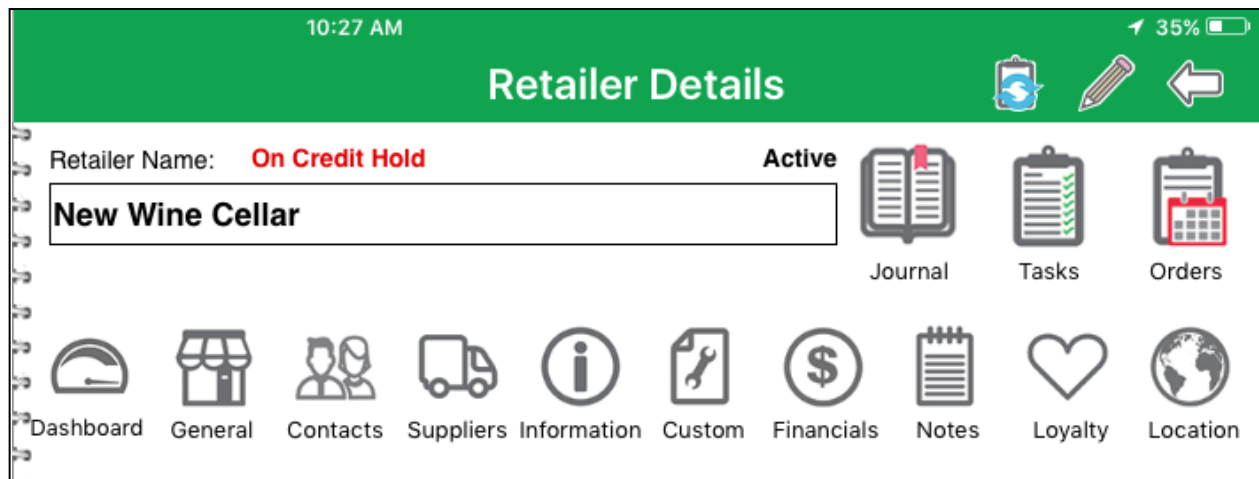 10:27 AM 35%
Retailer Details
Retailer Name: On Credit Hold Active
New Wine Cellar
Journal Tasks Orders
Dashboard General Contacts Suppliers Information Custom Financials Notes Loyalty Location